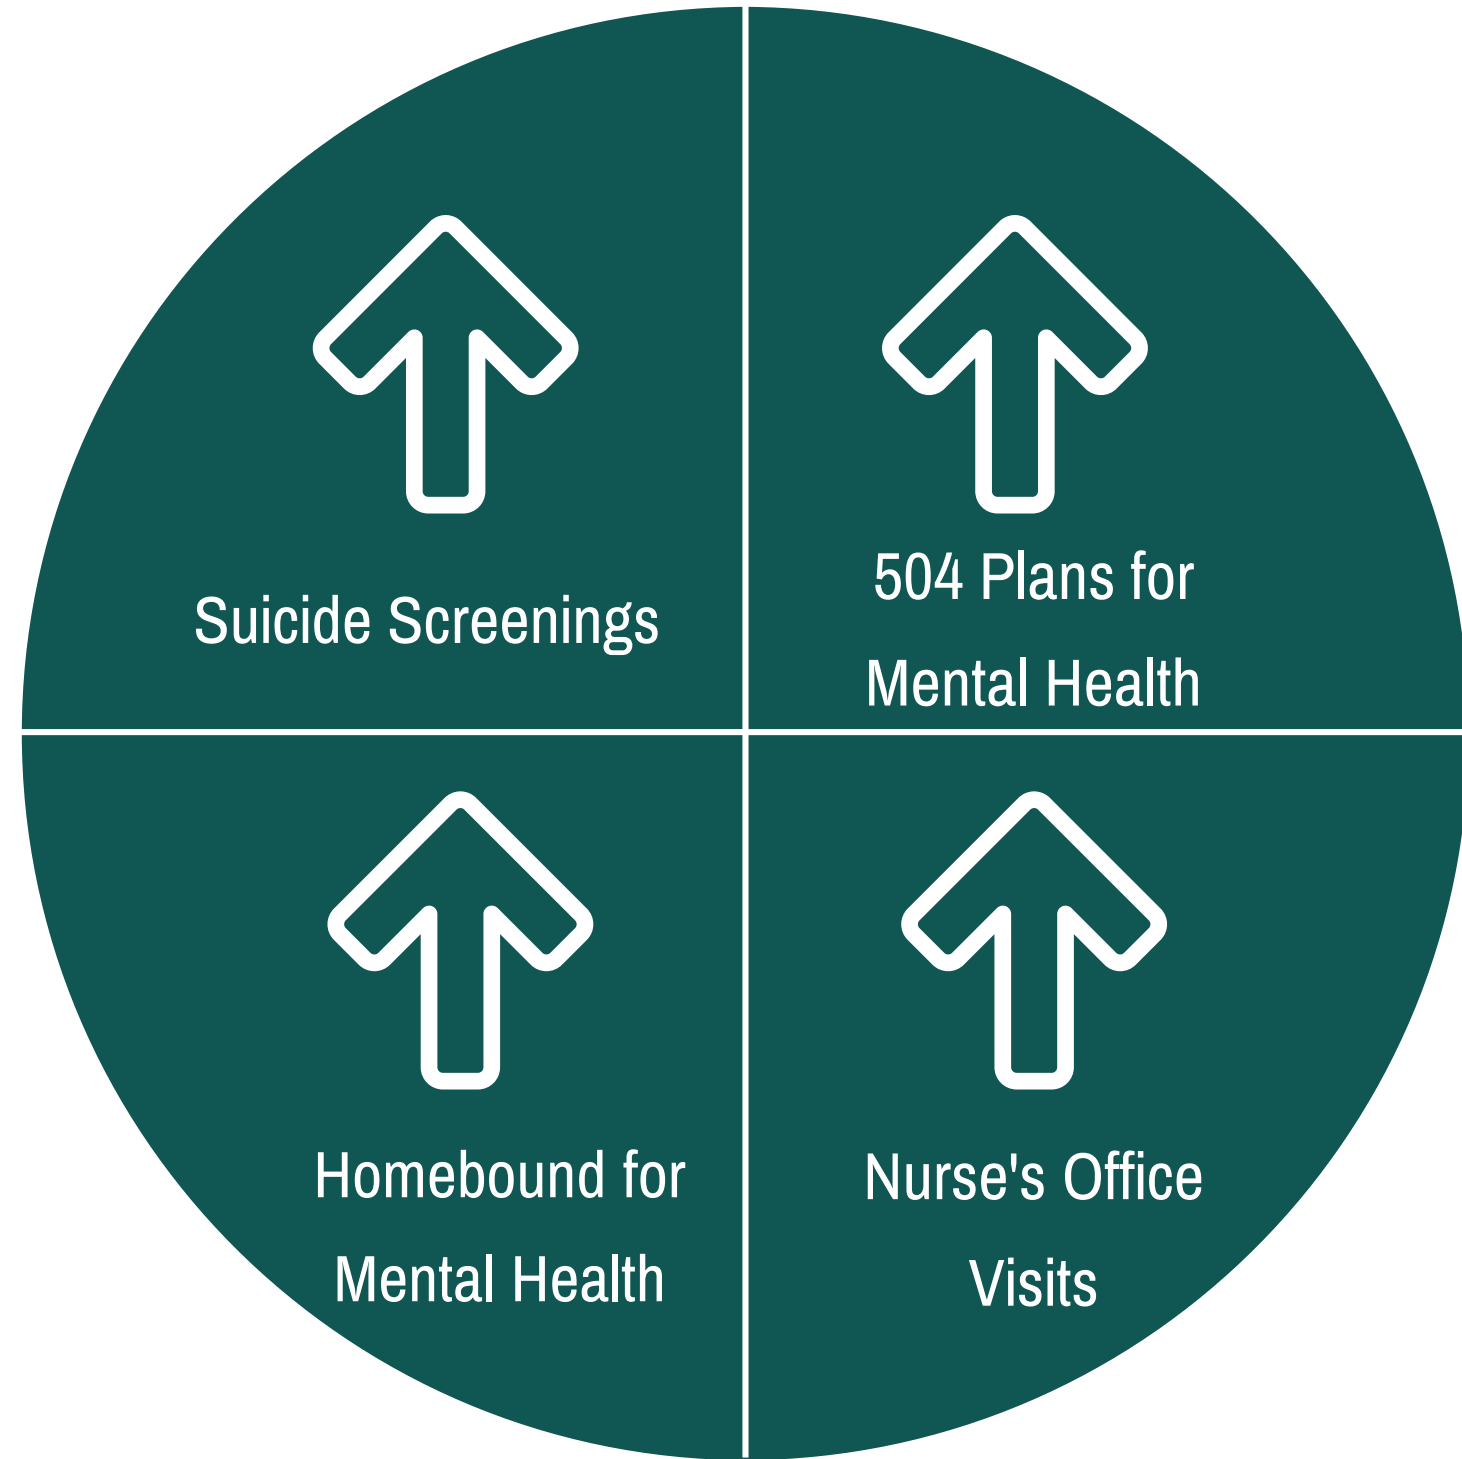 Suicide Screenings
504 Plans for
Mental Health
Homebound for
Mental Health
Nurse's Office
Visits